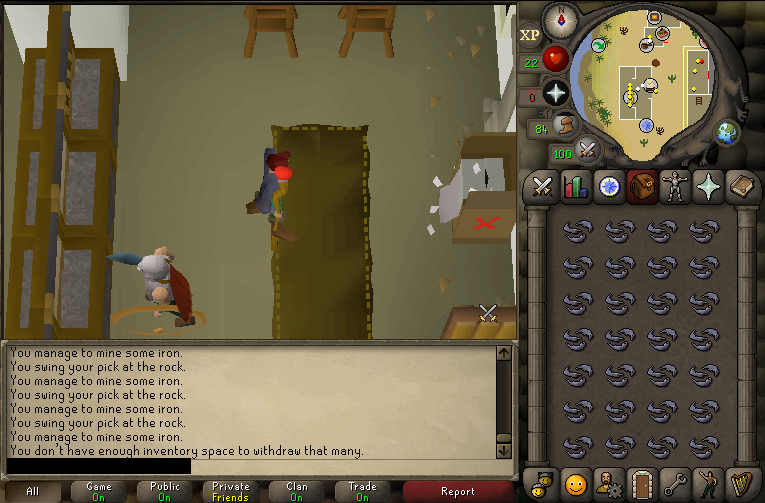 N
XP
22
0
84
100
You manage to mine some iron.
You swing your pick at the rock.
You manage to mine some iron.
You swing your pick at the rock.
You manage to mine some iron.
You swing your pick at the rock.
You manage to mine some iron.
You don't have enough inventory space to withdraw that many.
All
Game
On
Public
On
Private
Friends
Clan
On
Trade
On
Report